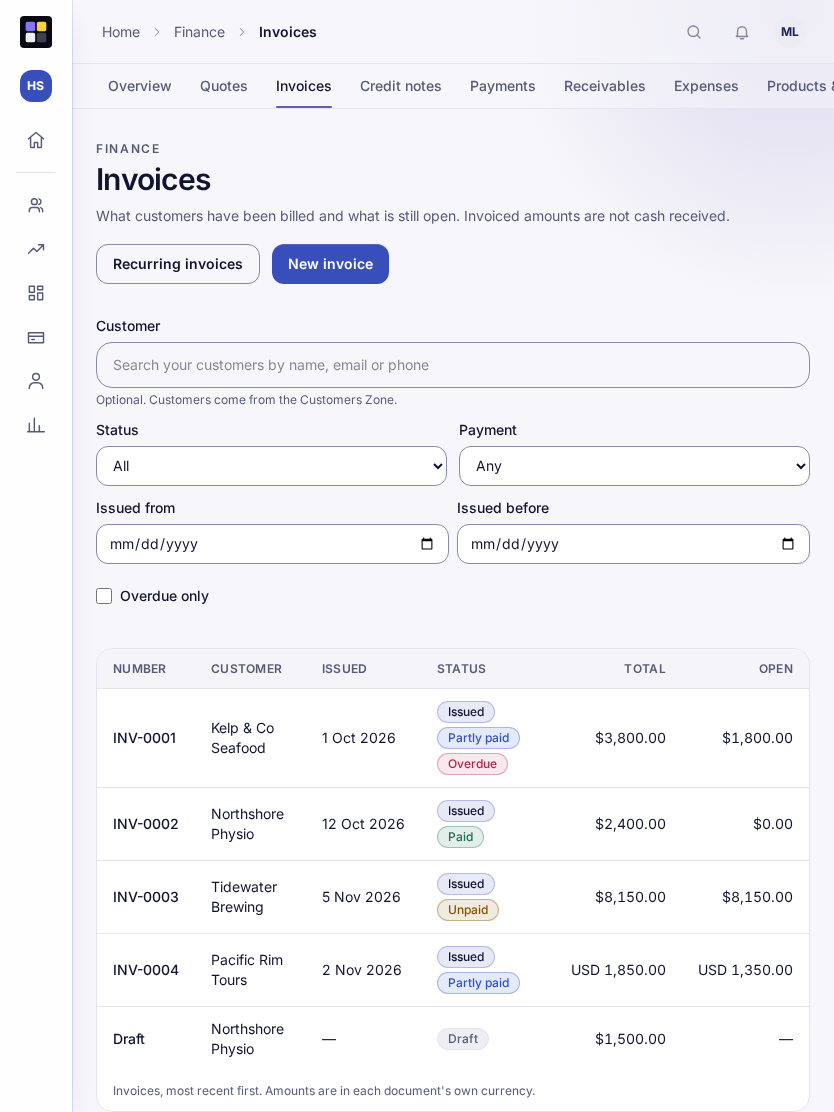 Home
Finance
Invoices
ML
HS
Overview
Quotes
Invoices
Credit notes
Payments
Receivables
Expenses
Products &
FINANCE
Invoices
What customers have been billed and what is still open. Invoiced amounts are not cash received.
Recurring invoices
New invoice
Customer
Search your customers by name, email or phone
Optional. Customers come from the Customers Zone.
Status
Payment
All
Any
Issued from
Issued before
mm/dd/yyyy
mm/dd/yyyy
Overdue only
NUMBER CUSTOMER ISSUED STATUS TOTAL OPEN
INV-0001
Kelp & Co
Seafood
1 Oct 2026
Issued
Partly paid
Overdue
$3,800.00
$1,800.00
INV-0002
Northshore
Physio
12 Oct 2026
Issued
Paid
$2,400.00
$0.00
INV-0003
Tidewater
Brewing
5 Nov 2026
Issued
Unpaid
$8,150.00
$8,150.00
INV-0004
Pacific Rim
Tours
2 Nov 2026
Issued
Partly paid
USD 1,850.00
USD 1,350.00
Draft
Northshore
Physio
—
Draft
$1,500.00
—
Invoices, most recent first. Amounts are in each document's own currency.